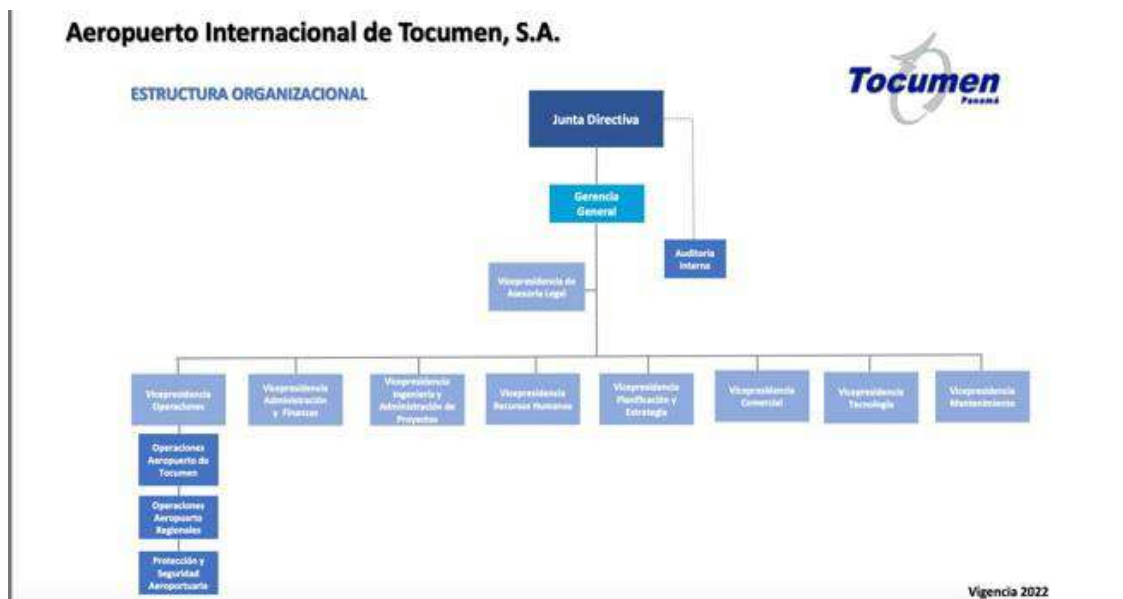 Aeropuerto Internacional de Tocumen, S.A.
ESTRUCTURA ORGANIZACIONAL
Tocumen
Panamá
Junta Directiva
Gerencia
General
Auditoria
Interna
Vicepresidencia de
Asesoría Legal
Vicepresidencia
Operaciones
Vicepresidencia
Administración
y Finanzas
Vicepresidencia
Ingeniería y
Administración de
Proyectos
Vicepresidencia
Recursos Humanos
Vicepresidencia
Planificación y
Estrategia
Vicepresidencia
Comercial
Vicepresidencia
Tecnología
Vicepresidencia
Mantenimiento
Operaciones
Aeropuerto de
Tocumen
Operaciones
Aeropuerto
Regionales
Protección y
Seguridad
Aeroportuaria
Vigencia 2022